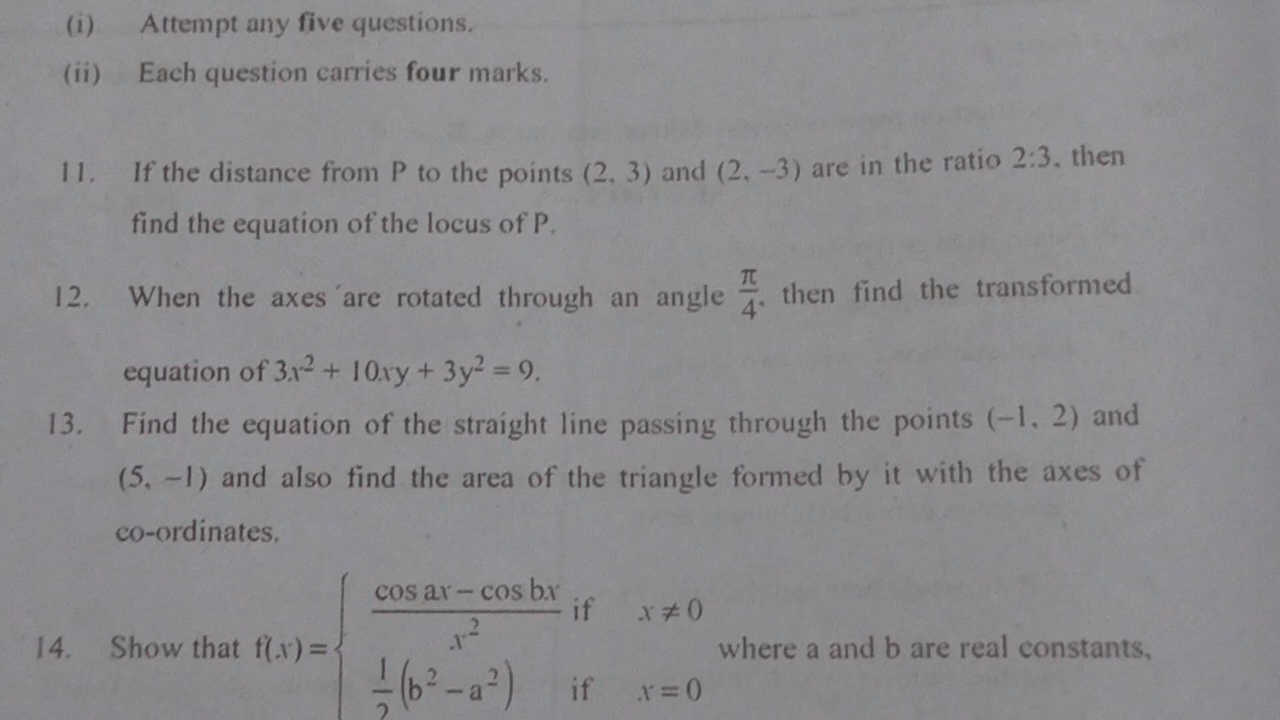 (i) Attempt any five questions.
(ii) Each question carries four marks.
11. If the distance from P to the points (2, 3) and (2, –3) are in the ratio 2:3, then
find the equation of the locus of P.
12. When the axes are rotated through an angle π/4, then find the transformed
equation of 3x² + 10xy + 3y² = 9.
13. Find the equation of the straight line passing through the points (–1, 2) and
(5, –1) and also find the area of the triangle formed by it with the axes of
co-ordinates.
14. Show that f(x) = { (cos ax – cos bx)/x² if x ≠ 0
½(b² – a²) if x = 0 where a and b are real constants,